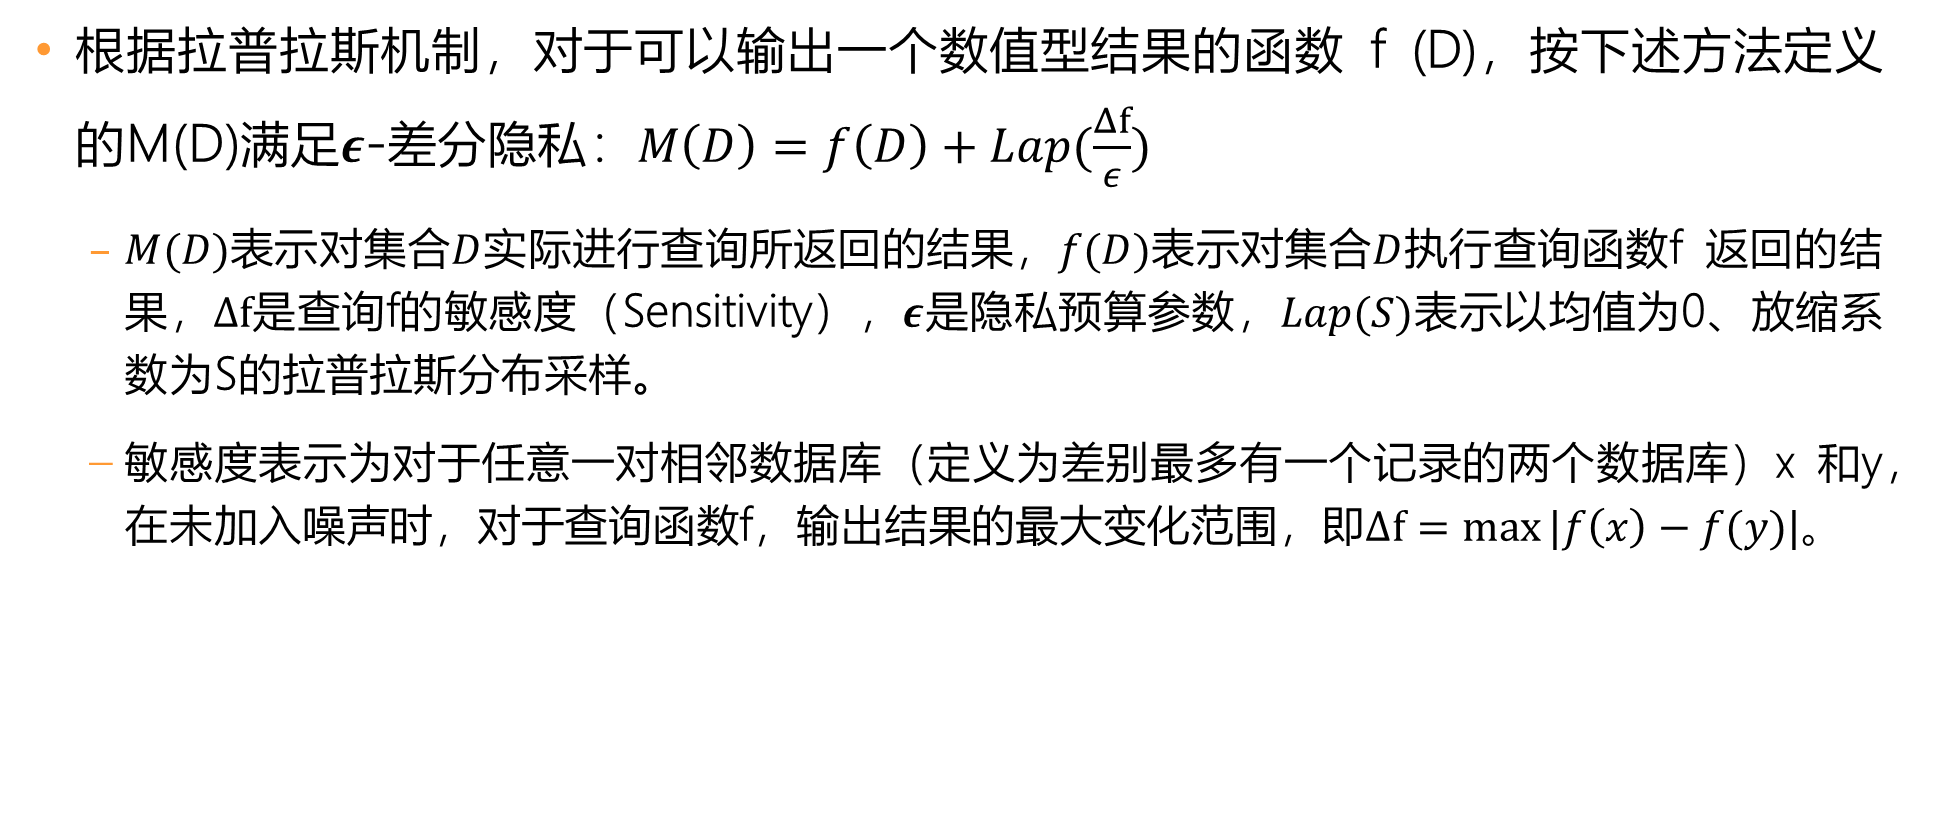 • 根据拉普拉斯机制，对于可以输出一个数值型结果的函数 f (D)，按下述方法定义
的M(D)满足ϵ-差分隐私：M(D) = f(D) + Lap(Δf/ϵ)
– M(D)表示对集合D实际进行查询所返回的结果，f(D)表示对集合D执行查询函数f 返回的结
果，Δf是查询f的敏感度（Sensitivity），ϵ是隐私预算参数，Lap(S)表示以均值为0、放缩系
数为S的拉普拉斯分布采样。
– 敏感度表示为对于任意一对相邻数据库（定义为差别最多有一个记录的两个数据库）x 和y，
在未加入噪声时，对于查询函数f，输出结果的最大变化范围，即Δf = max |f(x) − f(y)|。